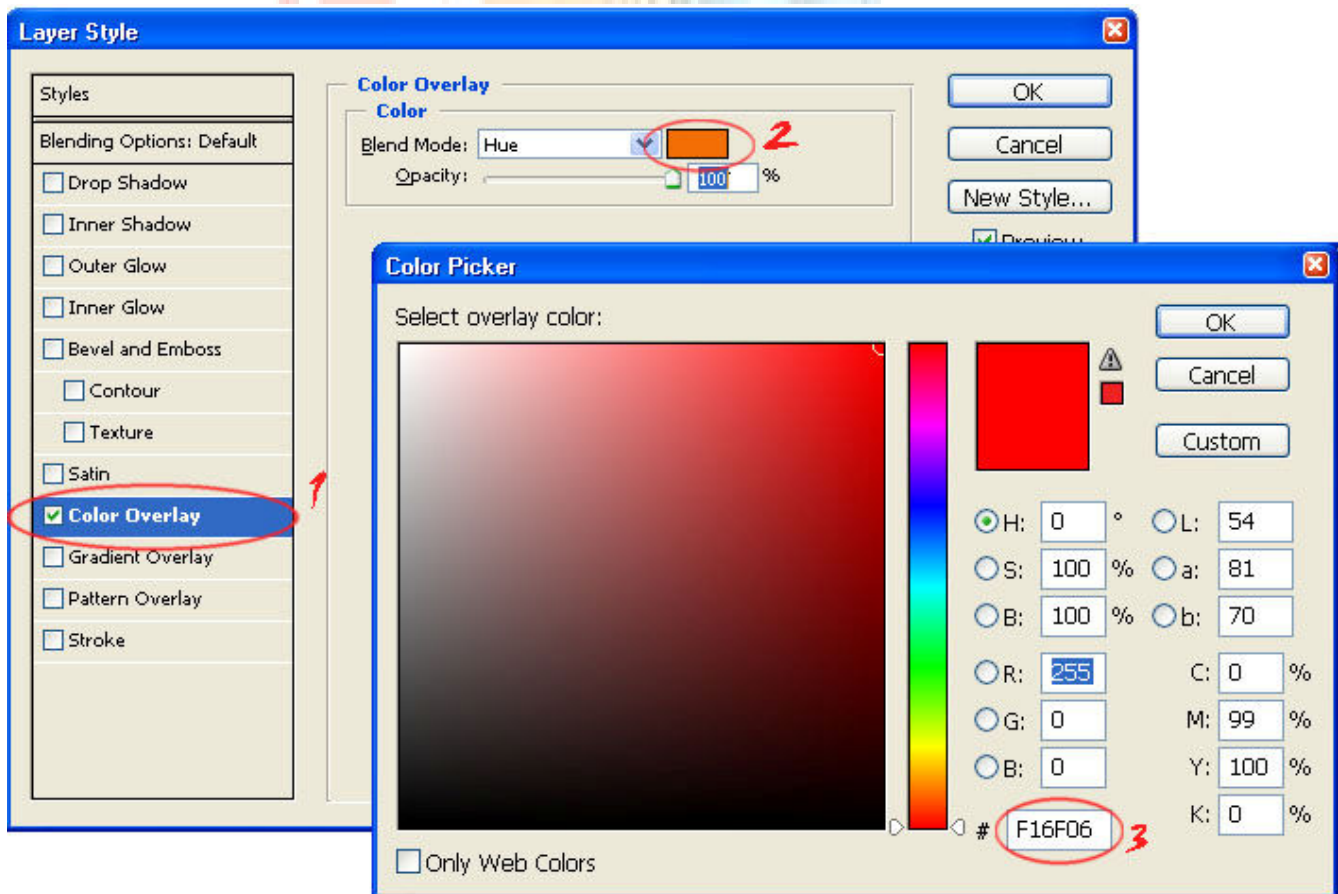 Layer Style
Styles
Blending Options: Default
Drop Shadow
Inner Shadow
Outer Glow
Inner Glow
Bevel and Emboss
Contour
Texture
Satin
Color Overlay
Gradient Overlay
Pattern Overlay
Stroke
1
Color Overlay
Color
Blend Mode: Hue
2
Opacity: 100 %
OK
Cancel
New Style...
Preview
Color Picker
Select overlay color:
OK
Cancel
Custom
H: 0 ° L: 54
S: 100 % a: 81
B: 100 % b: 70
R: 255 C: 0 %
G: 0 M: 99 %
B: 0 Y: 100 %
# F16F06 3 K: 0 %
Only Web Colors